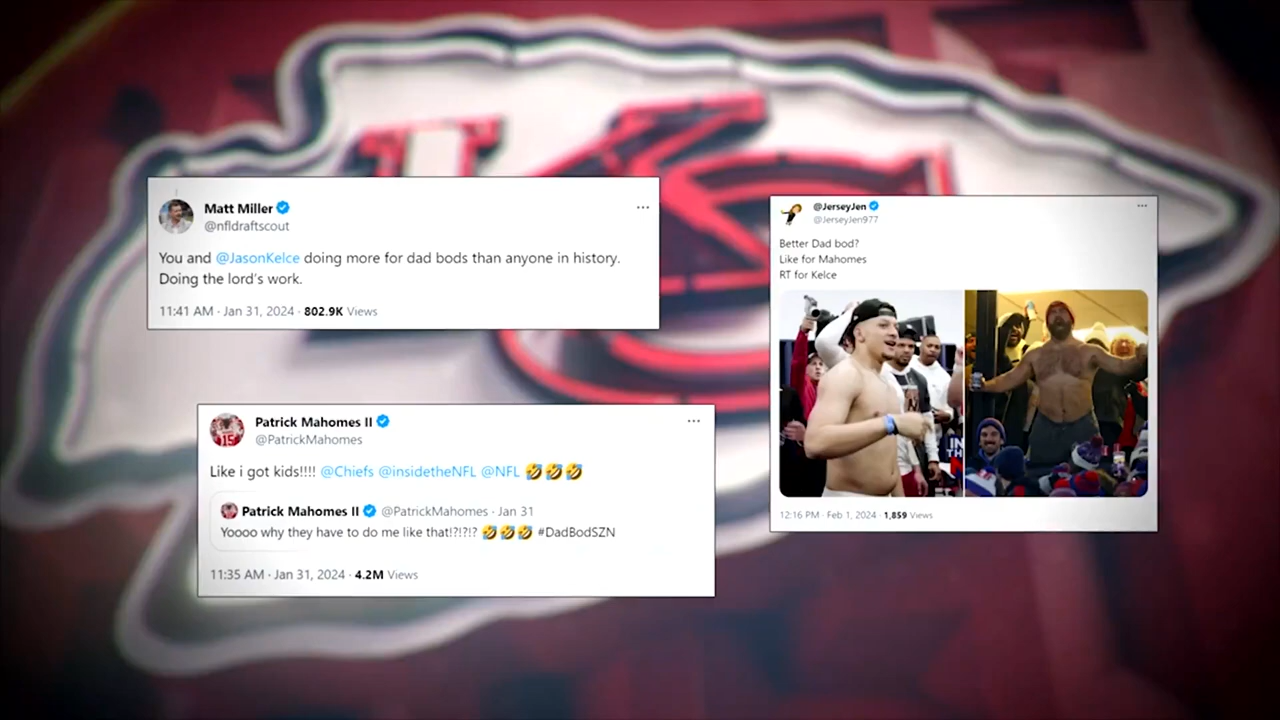 KC
Matt Miller
@nfldraftscout
You and @JasonKelce doing more for dad bods than anyone in history.
Doing the lord's work.
11:41 AM · Jan 31, 2024 · 802.9K Views
Patrick Mahomes II
@PatrickMahomes
Like i got kids!!!! @Chiefs @insidetheNFL @NFL 🤣🤣🤣
Patrick Mahomes II @PatrickMahomes · Jan 31
Yoooo why they have to do me like that!?!?!? 🤣🤣🤣 #DadBodSZN
11:35 AM · Jan 31, 2024 · 4.2M Views
@JerseyJen
@JerseyJen977
Better Dad bod?
Like for Mahomes
RT for Kelce
12:16 PM · Feb 1, 2024 · 1,859 Views